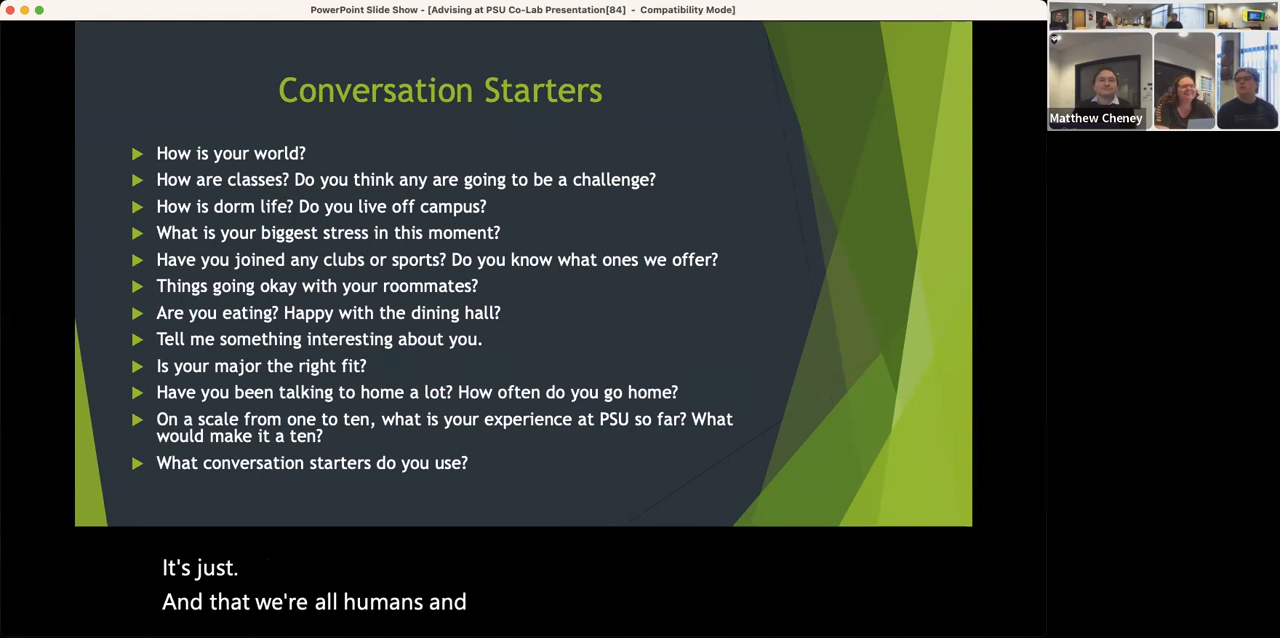 PowerPoint Slide Show - [Advising at PSU Co-Lab Presentation[84] - Compatibility Mode]
Matthew Cheney
Conversation Starters
How is your world?
How are classes? Do you think any are going to be a challenge?
How is dorm life? Do you live off campus?
What is your biggest stress in this moment?
Have you joined any clubs or sports? Do you know what ones we offer?
Things going okay with your roommates?
Are you eating? Happy with the dining hall?
Tell me something interesting about you.
Is your major the right fit?
Have you been talking to home a lot? How often do you go home?
On a scale from one to ten, what is your experience at PSU so far? What
would make it a ten?
What conversation starters do you use?
It's just.
And that we're all humans and